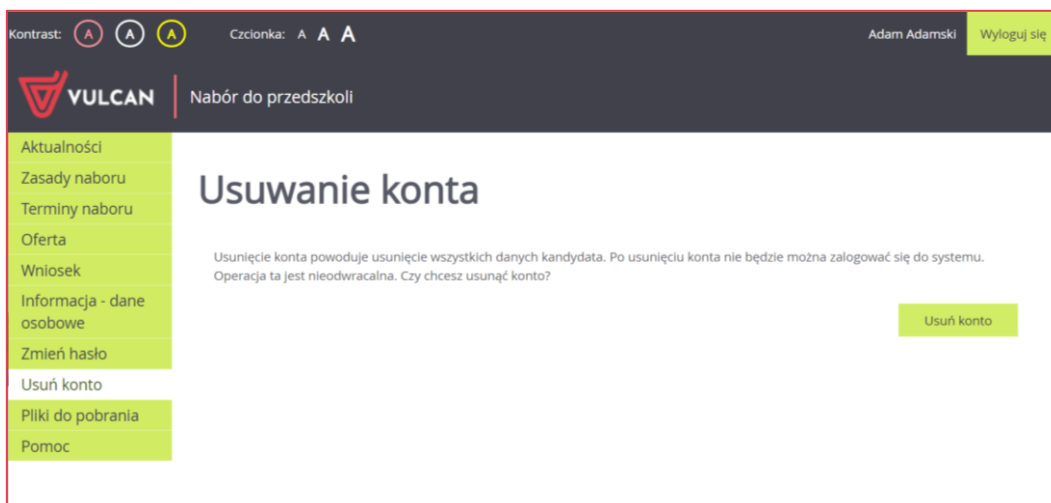 Kontrast: A A A Czcionka: A A A Adam Adamski Wyloguj się
VULCAN Nabór do przedszkoli
Aktualności
Zasady naboru
Terminy naboru
Oferta
Wniosek
Informacja - dane
osobowe
Zmień hasło
Usuń konto
Pliki do pobrania
Pomoc
Usuwanie konta
Usunięcie konta powoduje usunięcie wszystkich danych kandydata. Po usunięciu konta nie będzie można zalogować się do systemu.
Operacja ta jest nieodwracalna. Czy chcesz usunąć konto?
Usuń konto